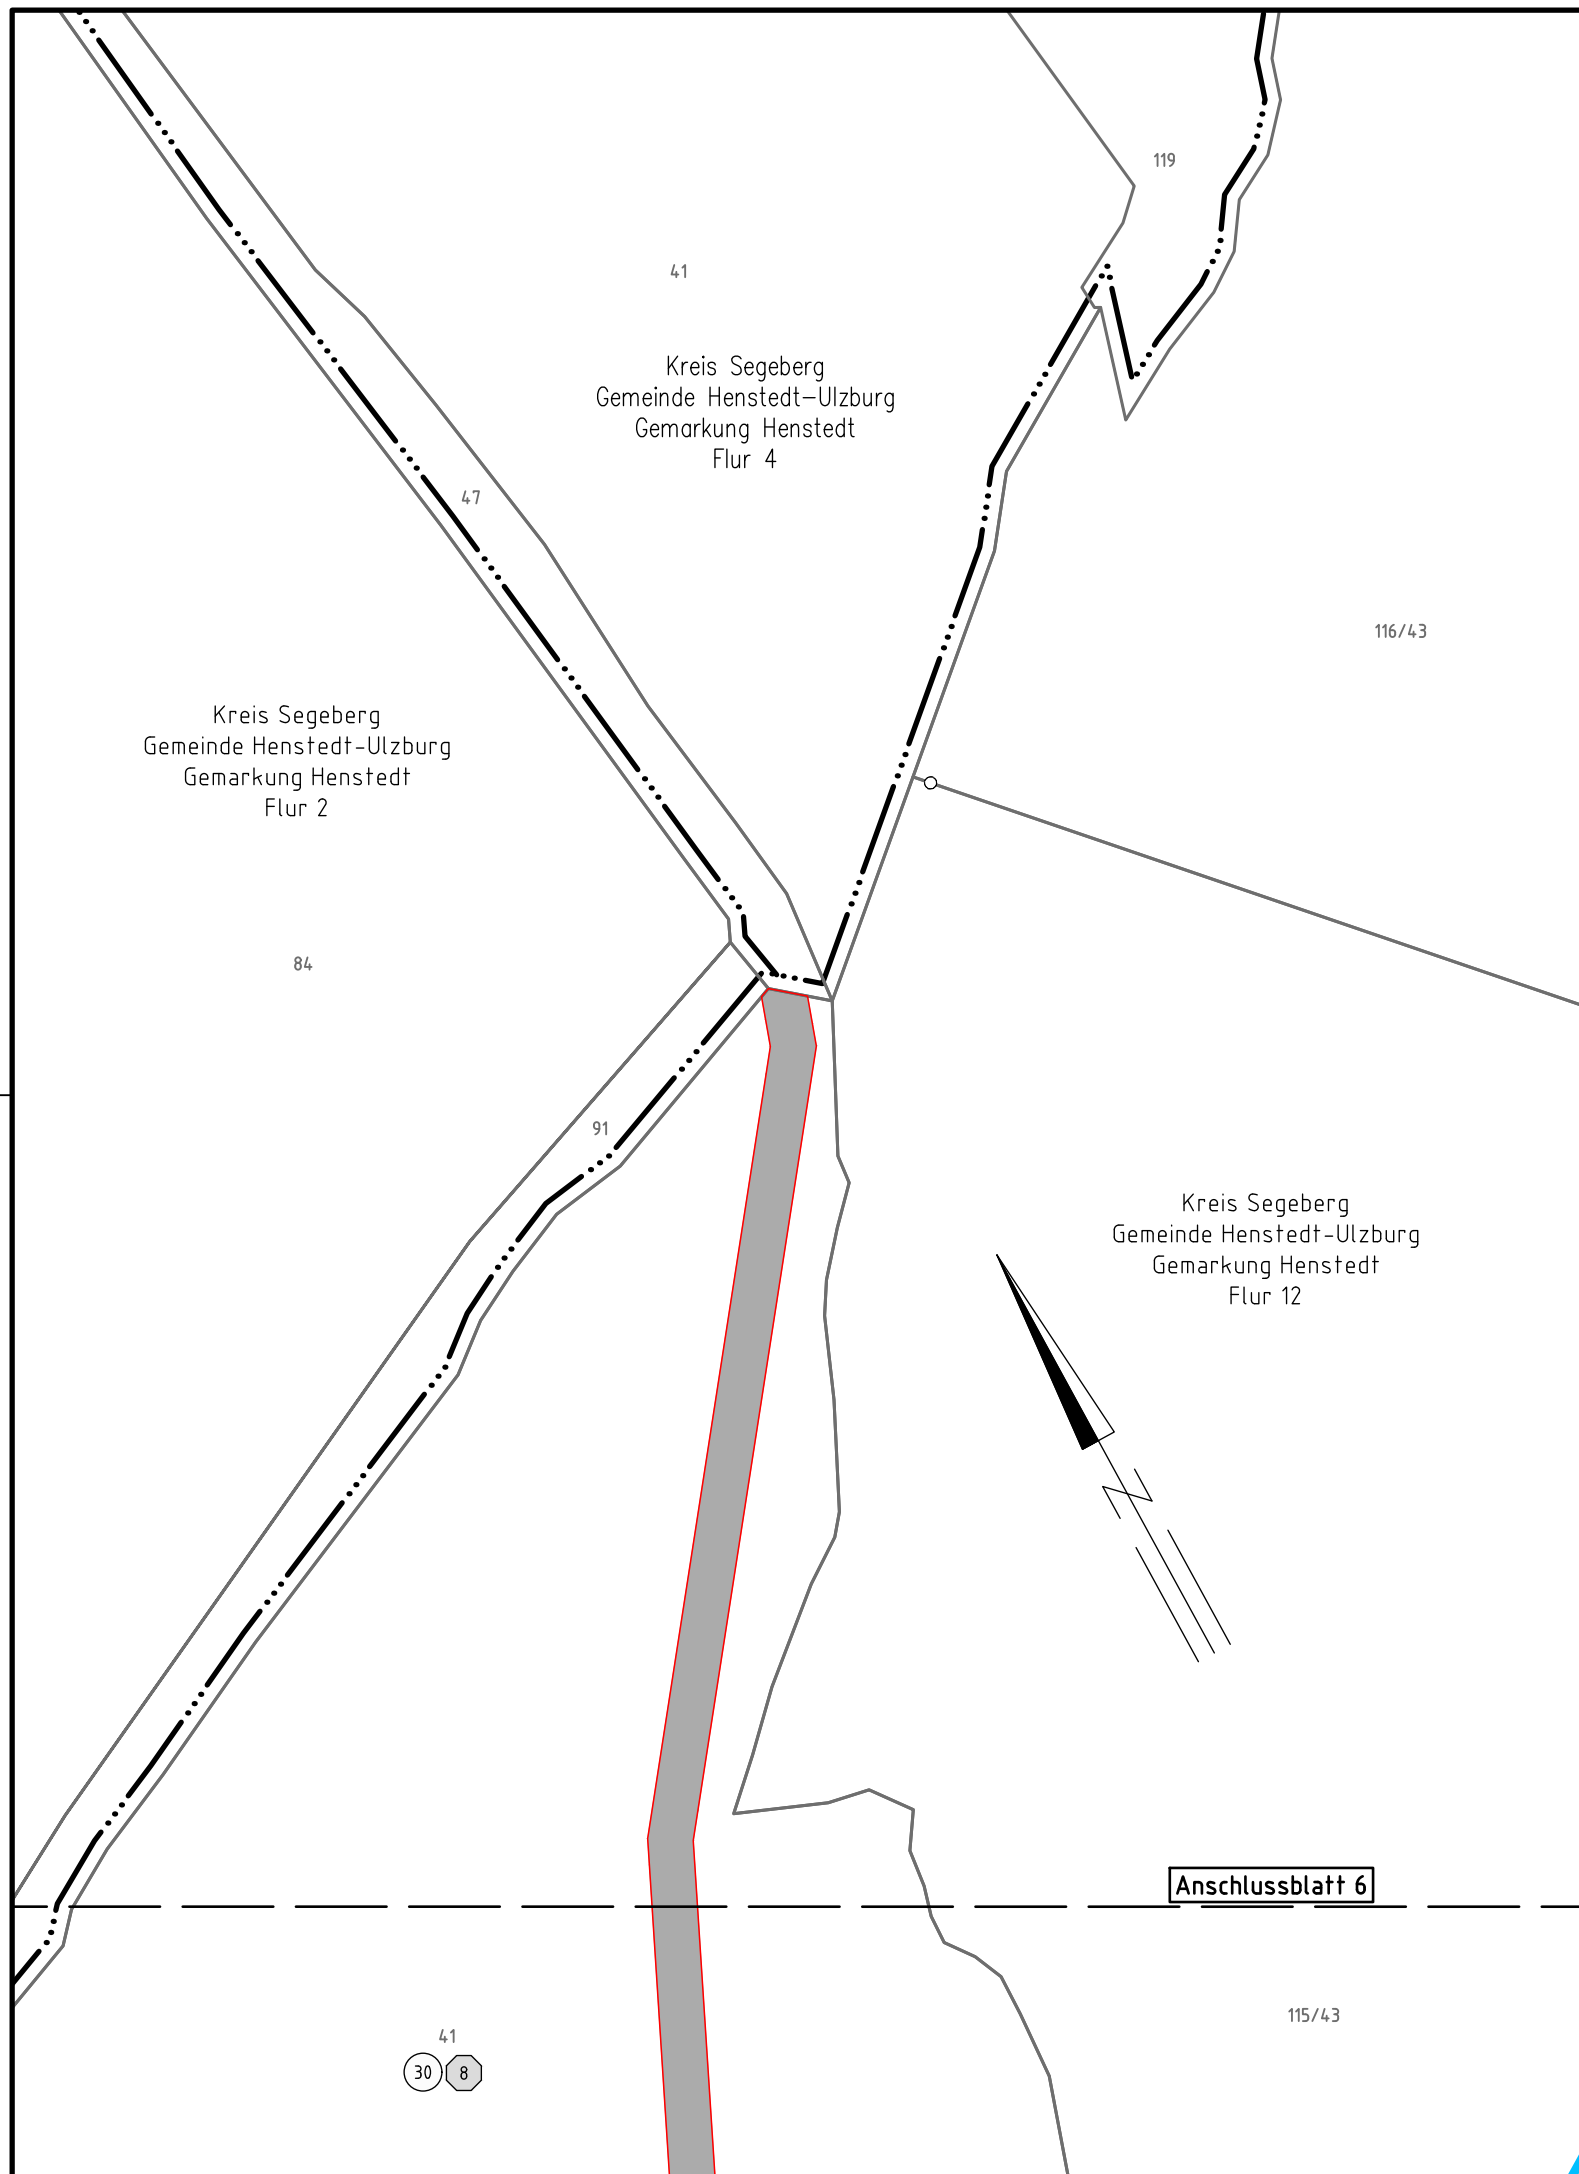 119
41
Kreis Segeberg
Gemeinde Henstedt-Ulzburg
Gemarkung Henstedt
Flur 4
47
116/43
Kreis Segeberg
Gemeinde Henstedt-Ulzburg
Gemarkung Henstedt
Flur 2
84
91
Kreis Segeberg
Gemeinde Henstedt-Ulzburg
Gemarkung Henstedt
Flur 12
N
Anschlussblatt 6
115/43
41
30 8